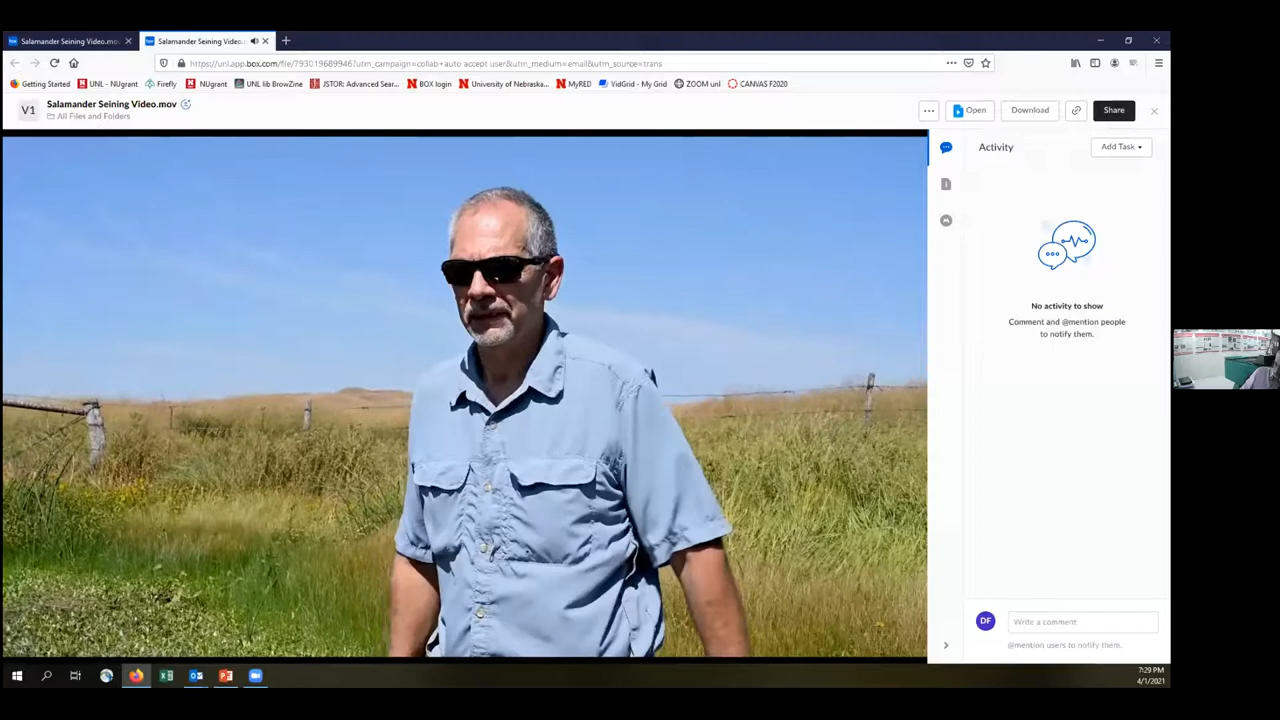 Salamander Seining Video.mov
Salamander Seining Video.
https://unl.app.box.com/file/793019689946?utm_campaign=collab+auto accept user&utm_medium=email&utm_source=trans
Getting Started
UNL - NUgrant
Firefly
NUgrant
UNL lib BrowZine
JSTOR: Advanced Sear...
BOX login
University of Nebraska...
MyRED
VidGrid - My Grid
ZOOM unl
CANVAS F2020
V1
Salamander Seining Video.mov
All Files and Folders
Open
Download
Share
Activity
Add Task
No activity to show
Comment and @mention people
to notify them.
DF
Write a comment
@mention users to notify them.
7:29 PM
4/1/2021